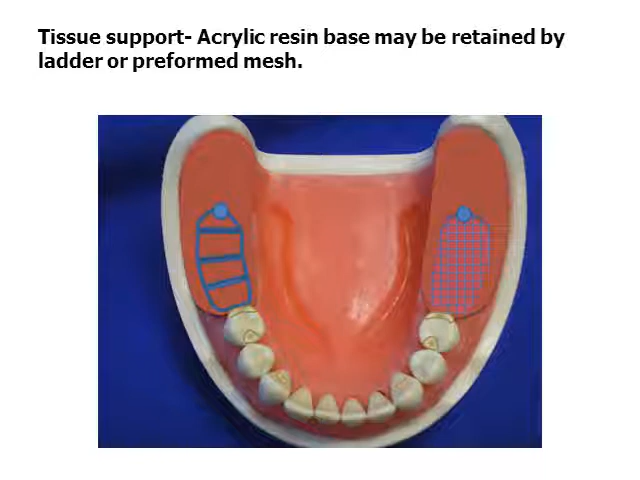 Tissue support- Acrylic resin base may be retained by
ladder or preformed mesh.